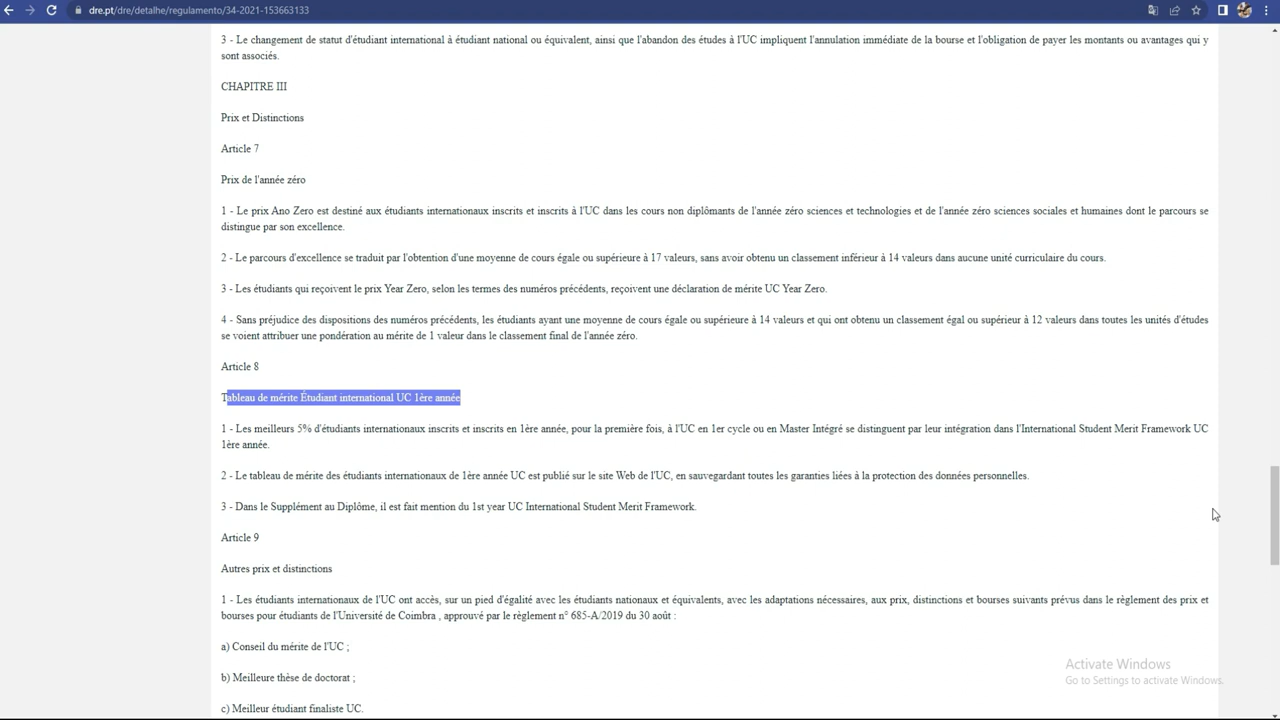 dre.pt/dre/detalhe/regulamento/34-2021-153663133
3 - Le changement de statut d'étudiant international à étudiant national ou équivalent, ainsi que l'abandon des études à l'UC impliquent l'annulation immédiate de la bourse et l'obligation de payer les montants ou avantages qui y
sont associés.
CHAPITRE III
Prix et Distinctions
Article 7
Prix de l'année zéro
1 - Le prix Ano Zero est destiné aux étudiants internationaux inscrits et inscrits à l'UC dans les cours non diplômants de l'année zéro sciences et technologies et de l'année zéro sciences sociales et humaines dont le parcours se
distingue par son excellence.
2 - Le parcours d'excellence se traduit par l'obtention d'une moyenne de cours égale ou supérieure à 17 valeurs, sans avoir obtenu un classement inférieur à 14 valeurs dans aucune unité curriculaire du cours.
3 - Les étudiants qui reçoivent le prix Year Zero, selon les termes des numéros précédents, reçoivent une déclaration de mérite UC Year Zero.
4 - Sans préjudice des dispositions des numéros précédents, les étudiants ayant une moyenne de cours égale ou supérieure à 14 valeurs et qui ont obtenu un classement égal ou supérieur à 12 valeurs dans toutes les unités d'études
se voient attribuer une pondération au mérite de 1 valeur dans le classement final de l'année zéro.
Article 8
Tableau de mérite Étudiant international UC 1ère année
1 - Les meilleurs 5% d'étudiants internationaux inscrits et inscrits en 1ère année, pour la première fois, à l'UC en 1er cycle ou en Master Intégré se distinguent par leur intégration dans l'International Student Merit Framework UC
1ère année.
2 - Le tableau de mérite des étudiants internationaux de 1ère année UC est publié sur le site Web de l'UC, en sauvegardant toutes les garanties liées à la protection des données personnelles.
3 - Dans le Supplément au Diplôme, il est fait mention du 1st year UC International Student Merit Framework.
Article 9
Autres prix et distinctions
1 - Les étudiants internationaux de l'UC ont accès, sur un pied d'égalité avec les étudiants nationaux et équivalents, avec les adaptations nécessaires, aux prix, distinctions et bourses suivants prévus dans le règlement des prix et
bourses pour étudiants de l'Université de Coimbra , approuvé par le règlement n° 685-A/2019 du 30 août :
a) Conseil du mérite de l'UC ;
Activate Windows
Go to Settings to activate Windows.
b) Meilleure thèse de doctorat ;
c) Meilleur étudiant finaliste UC.